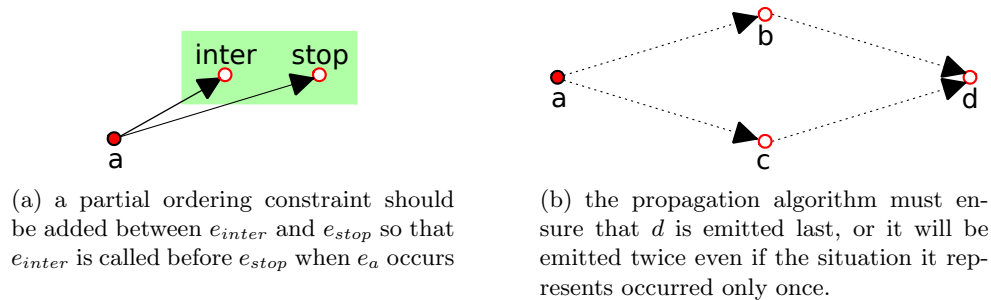 inter stop
a
(a) a partial ordering constraint should
be added between e_inter and e_stop so that
e_inter is called before e_stop when e_a occurs
b
a
d
c
(b) the propagation algorithm must en-
sure that d is emitted last, or it will be
emitted twice even if the situation it rep-
resents occurred only once.